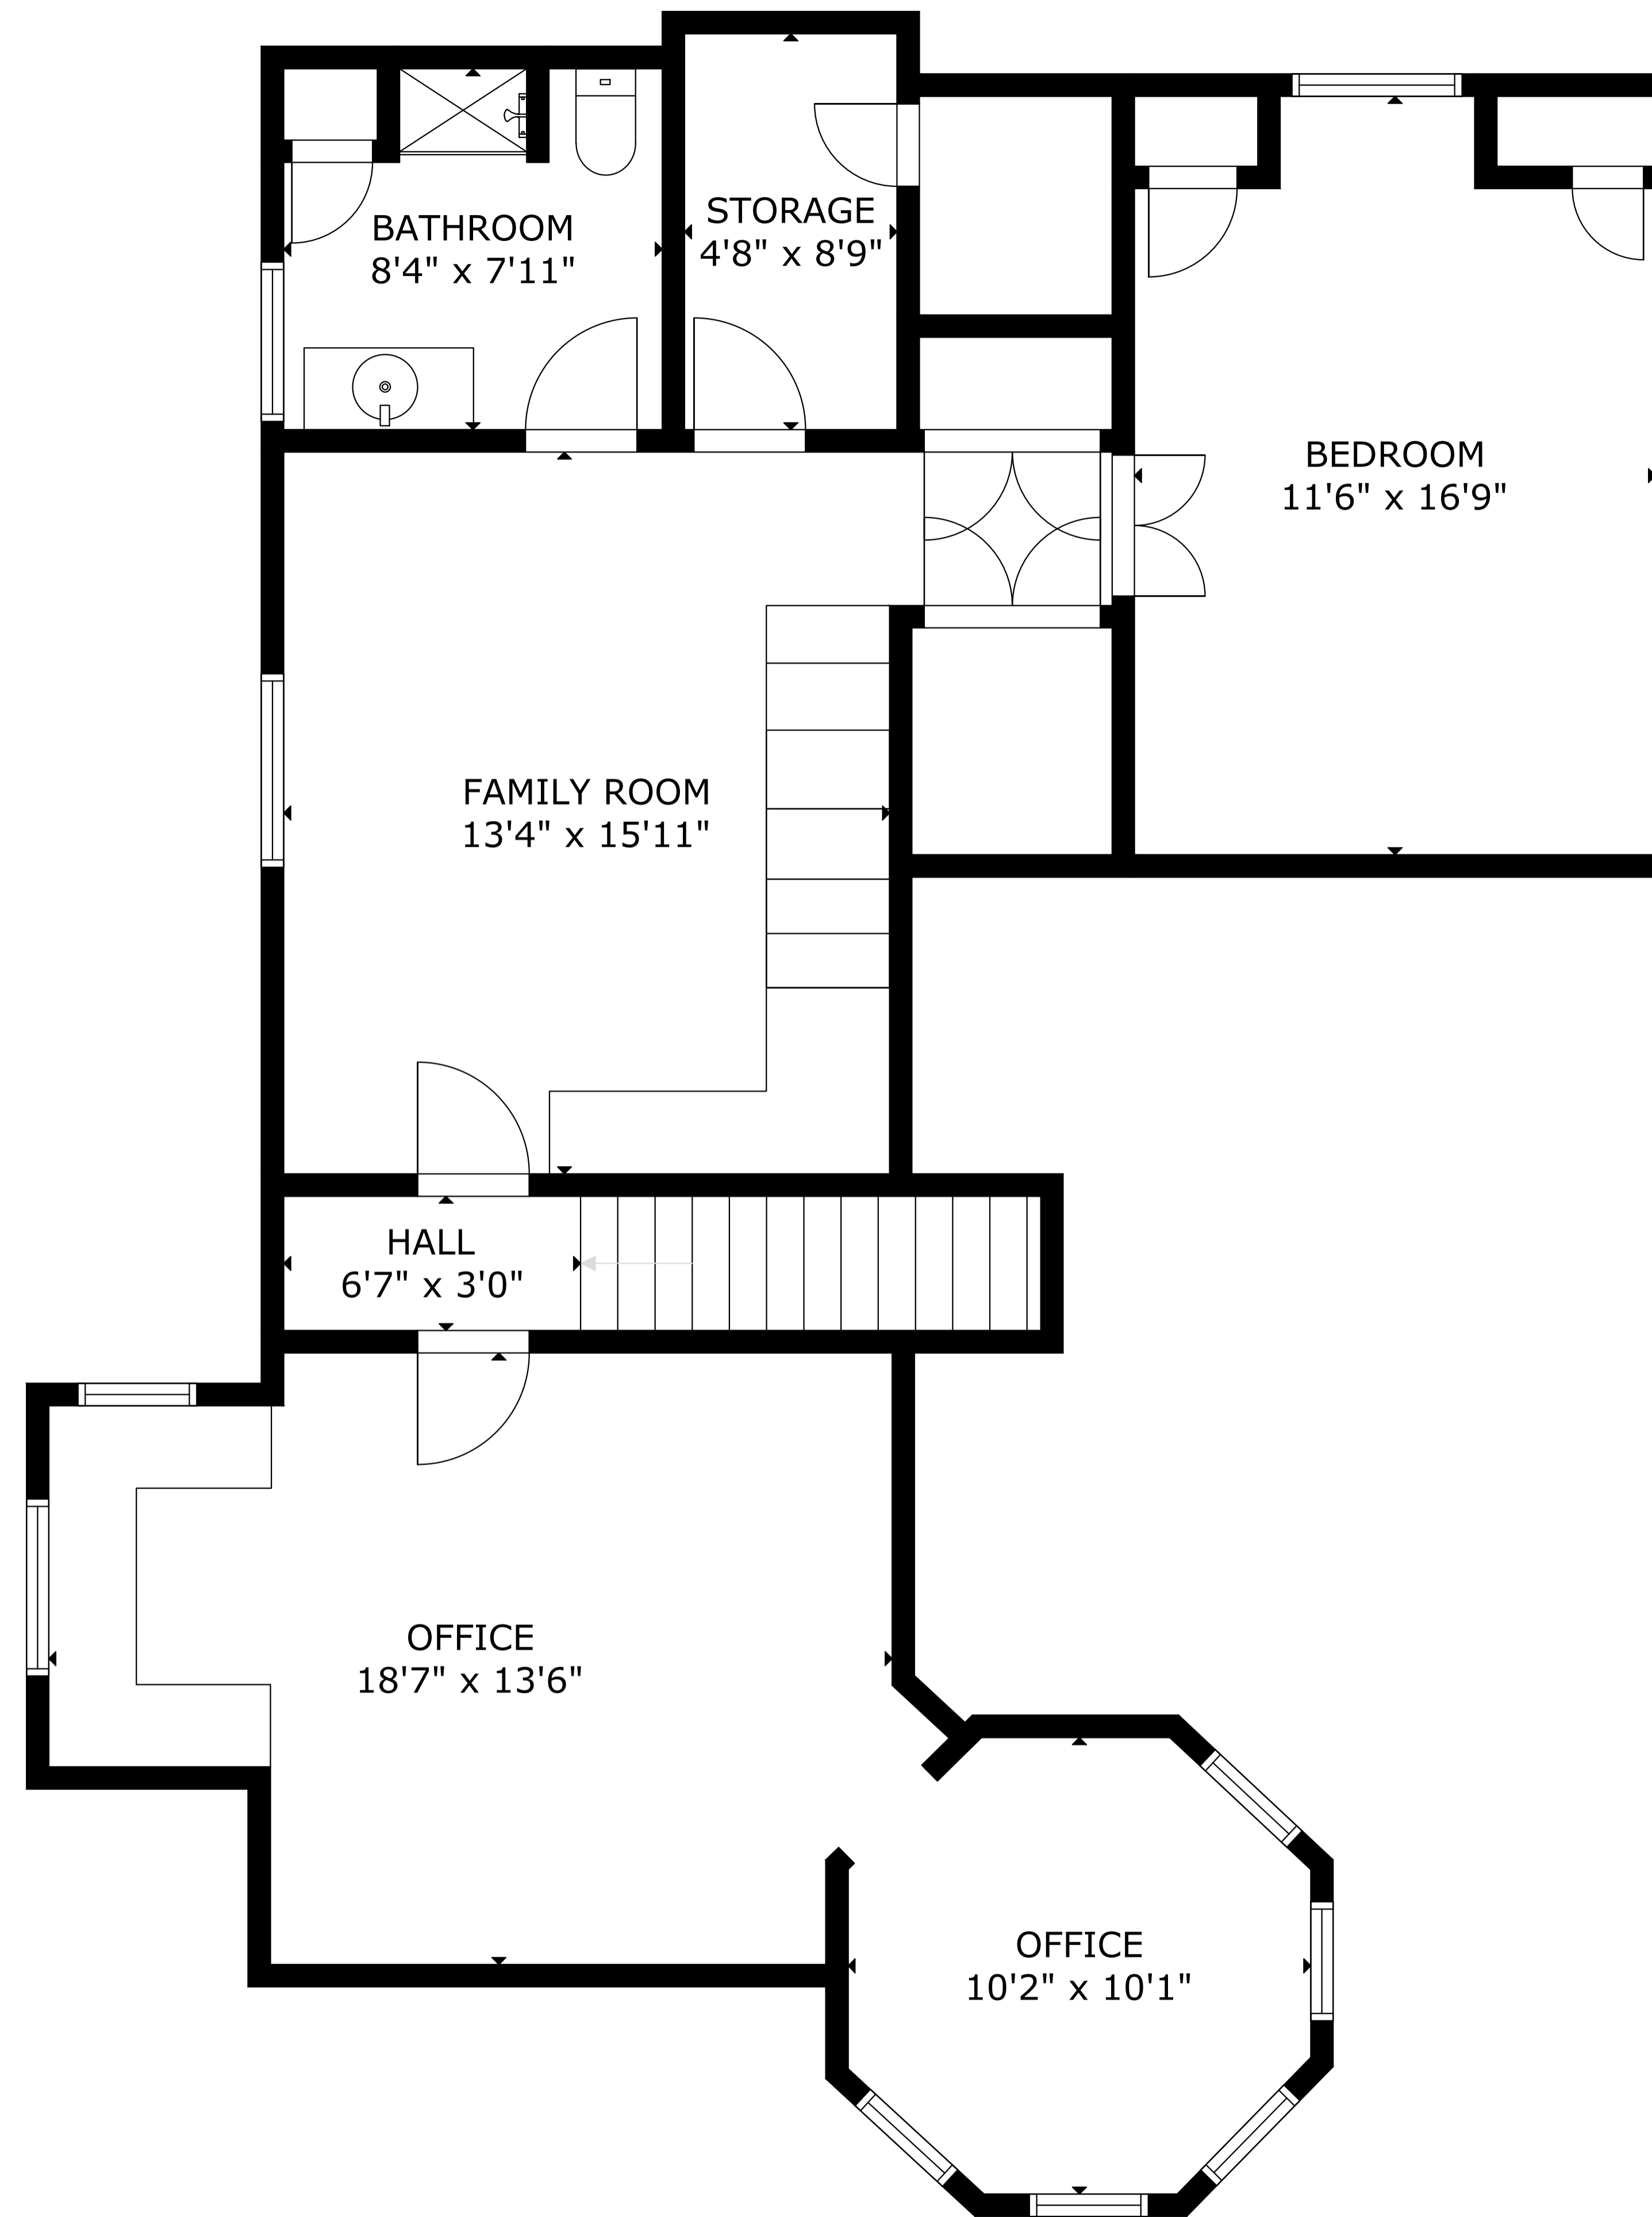 BATHROOM
8'4" x 7'11"
STORAGE
4'8" x 8'9"
BEDROOM
11'6" x 16'9"
FAMILY ROOM
13'4" x 15'11"
HALL
6'7" x 3'0"
OFFICE
18'7" x 13'6"
OFFICE
10'2" x 10'1"